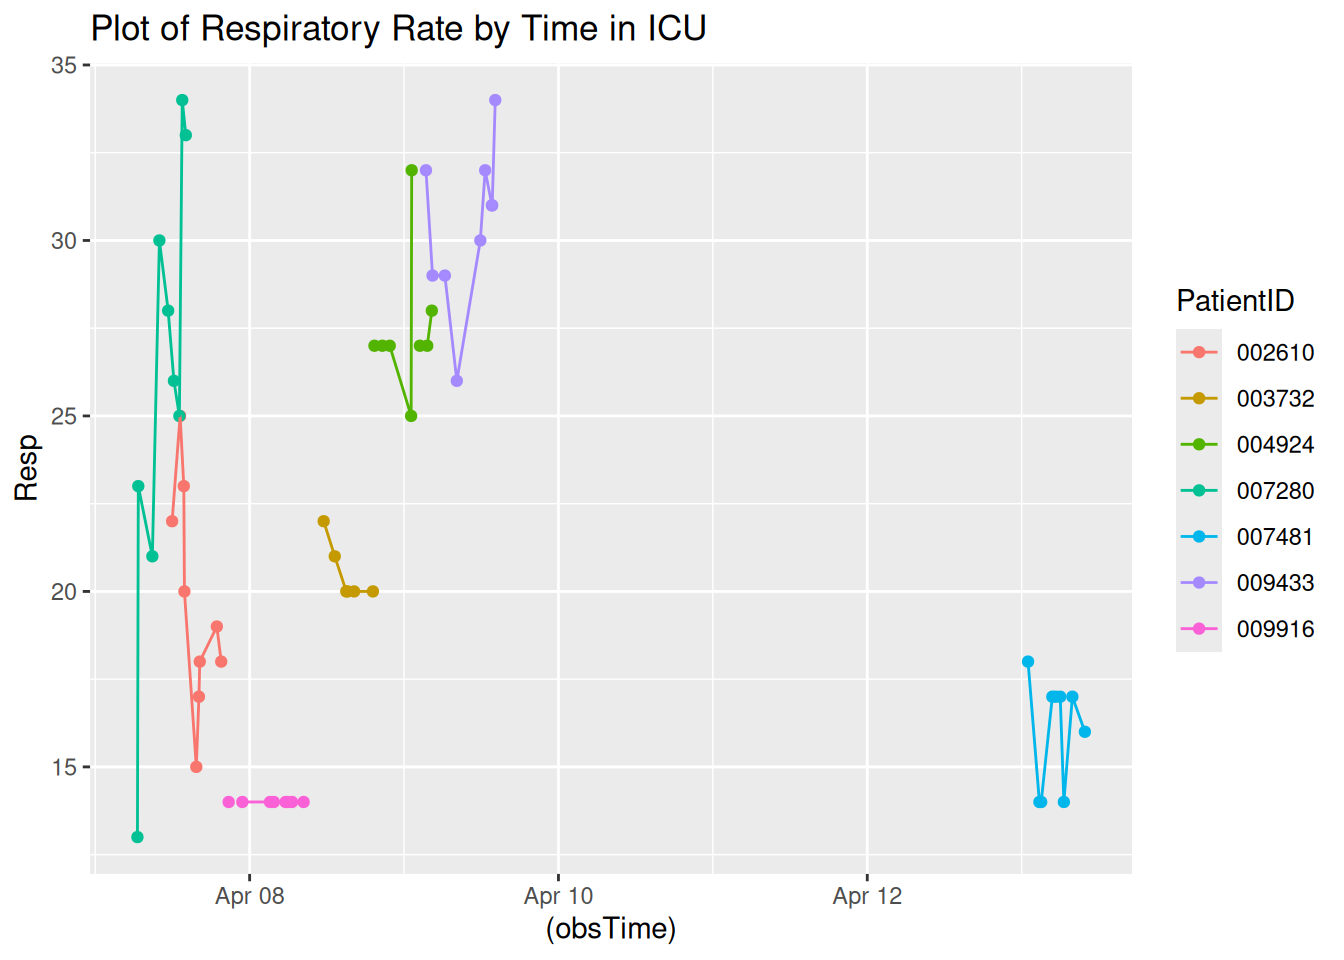 Plot of Respiratory Rate by Time in ICU
35
30
25
20
15
Resp
Apr 08
Apr 10
Apr 12
(obsTime)
PatientID
002610
003732
004924
007280
007481
009433
009916